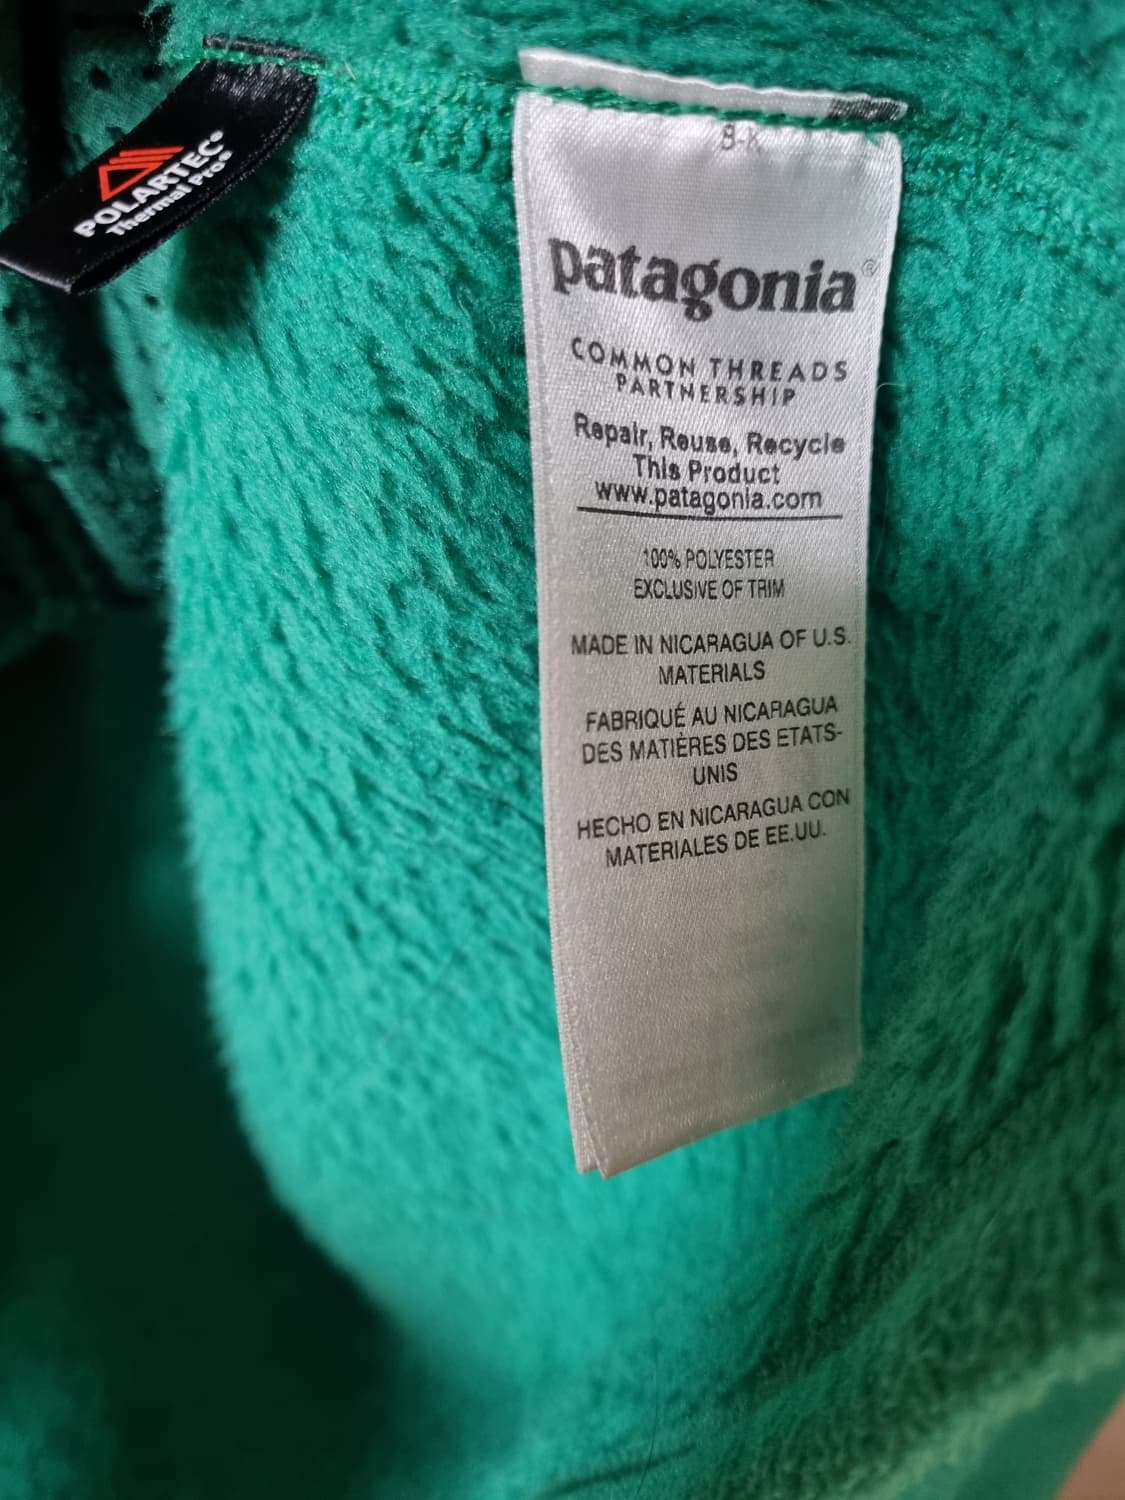 POLARTEC®
Thermal Pro®
patagonia®
COMMON THREADS
PARTNERSHIP
Repair, Reuse, Recycle
This Product
www.patagonia.com
100% POLYESTER
EXCLUSIVE OF TRIM
MADE IN NICARAGUA OF U.S.
MATERIALS
FABRIQUÉ AU NICARAGUA
DES MATIÈRES DES ETATS-
UNIS
HECHO EN NICARAGUA CON
MATERIALES DE EE.UU.